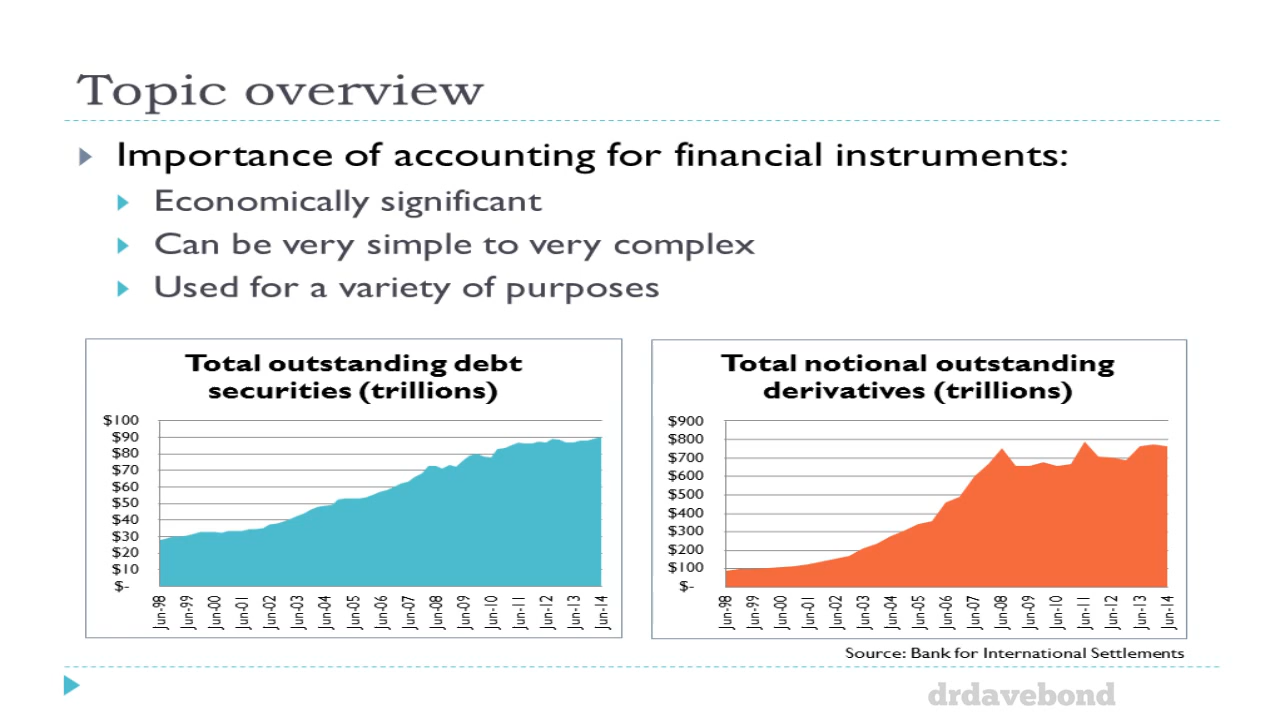 Topic overview
Importance of accounting for financial instruments:
Economically significant
Can be very simple to very complex
Used for a variety of purposes
Total outstanding debt
securities (trillions)
$100
$90
$80
$70
$60
$50
$40
$30
$20
$10
$-
Jun-98
Jun-99
Jun-00
Jun-01
Jun-02
Jun-03
Jun-04
Jun-05
Jun-06
Jun-07
Jun-08
Jun-09
Jun-10
Jun-11
Jun-12
Jun-13
Jun-14
Total notional outstanding
derivatives (trillions)
$900
$800
$700
$600
$500
$400
$300
$200
$100
$-
Jun-98
Jun-99
Jun-00
Jun-01
Jun-02
Jun-03
Jun-04
Jun-05
Jun-06
Jun-07
Jun-08
Jun-09
Jun-10
Jun-11
Jun-12
Jun-13
Jun-14
Source: Bank for International Settlements
drdavebond